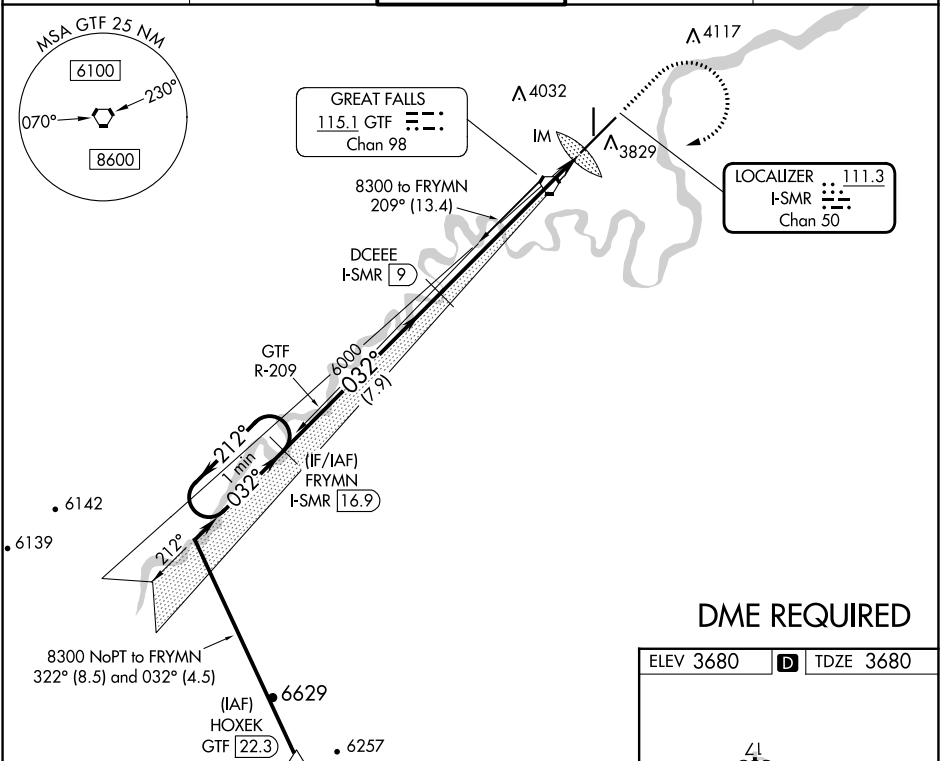 MSA GTF 25 NM
6100
230°
070°
8600
GREAT FALLS
115.1 GTF
Chan 98
4117
4032
IM
3829
LOCALIZER 111.3
I-SMR
Chan 50
8300 to FRYMN
209° (13.4)
DCEEE
I-SMR 9
GTF
R-209
6000
032°
(7.9)
212°
1 min
032°
(IF/IAF)
FRYMN
I-SMR 16.9
6142
6139
212°
8300 NoPT to FRYMN
322° (8.5) and 032° (4.5)
6629
(IAF)
HOXEK
GTF 22.3
6257
DME REQUIRED
ELEV 3680 D TDZE 3680
17